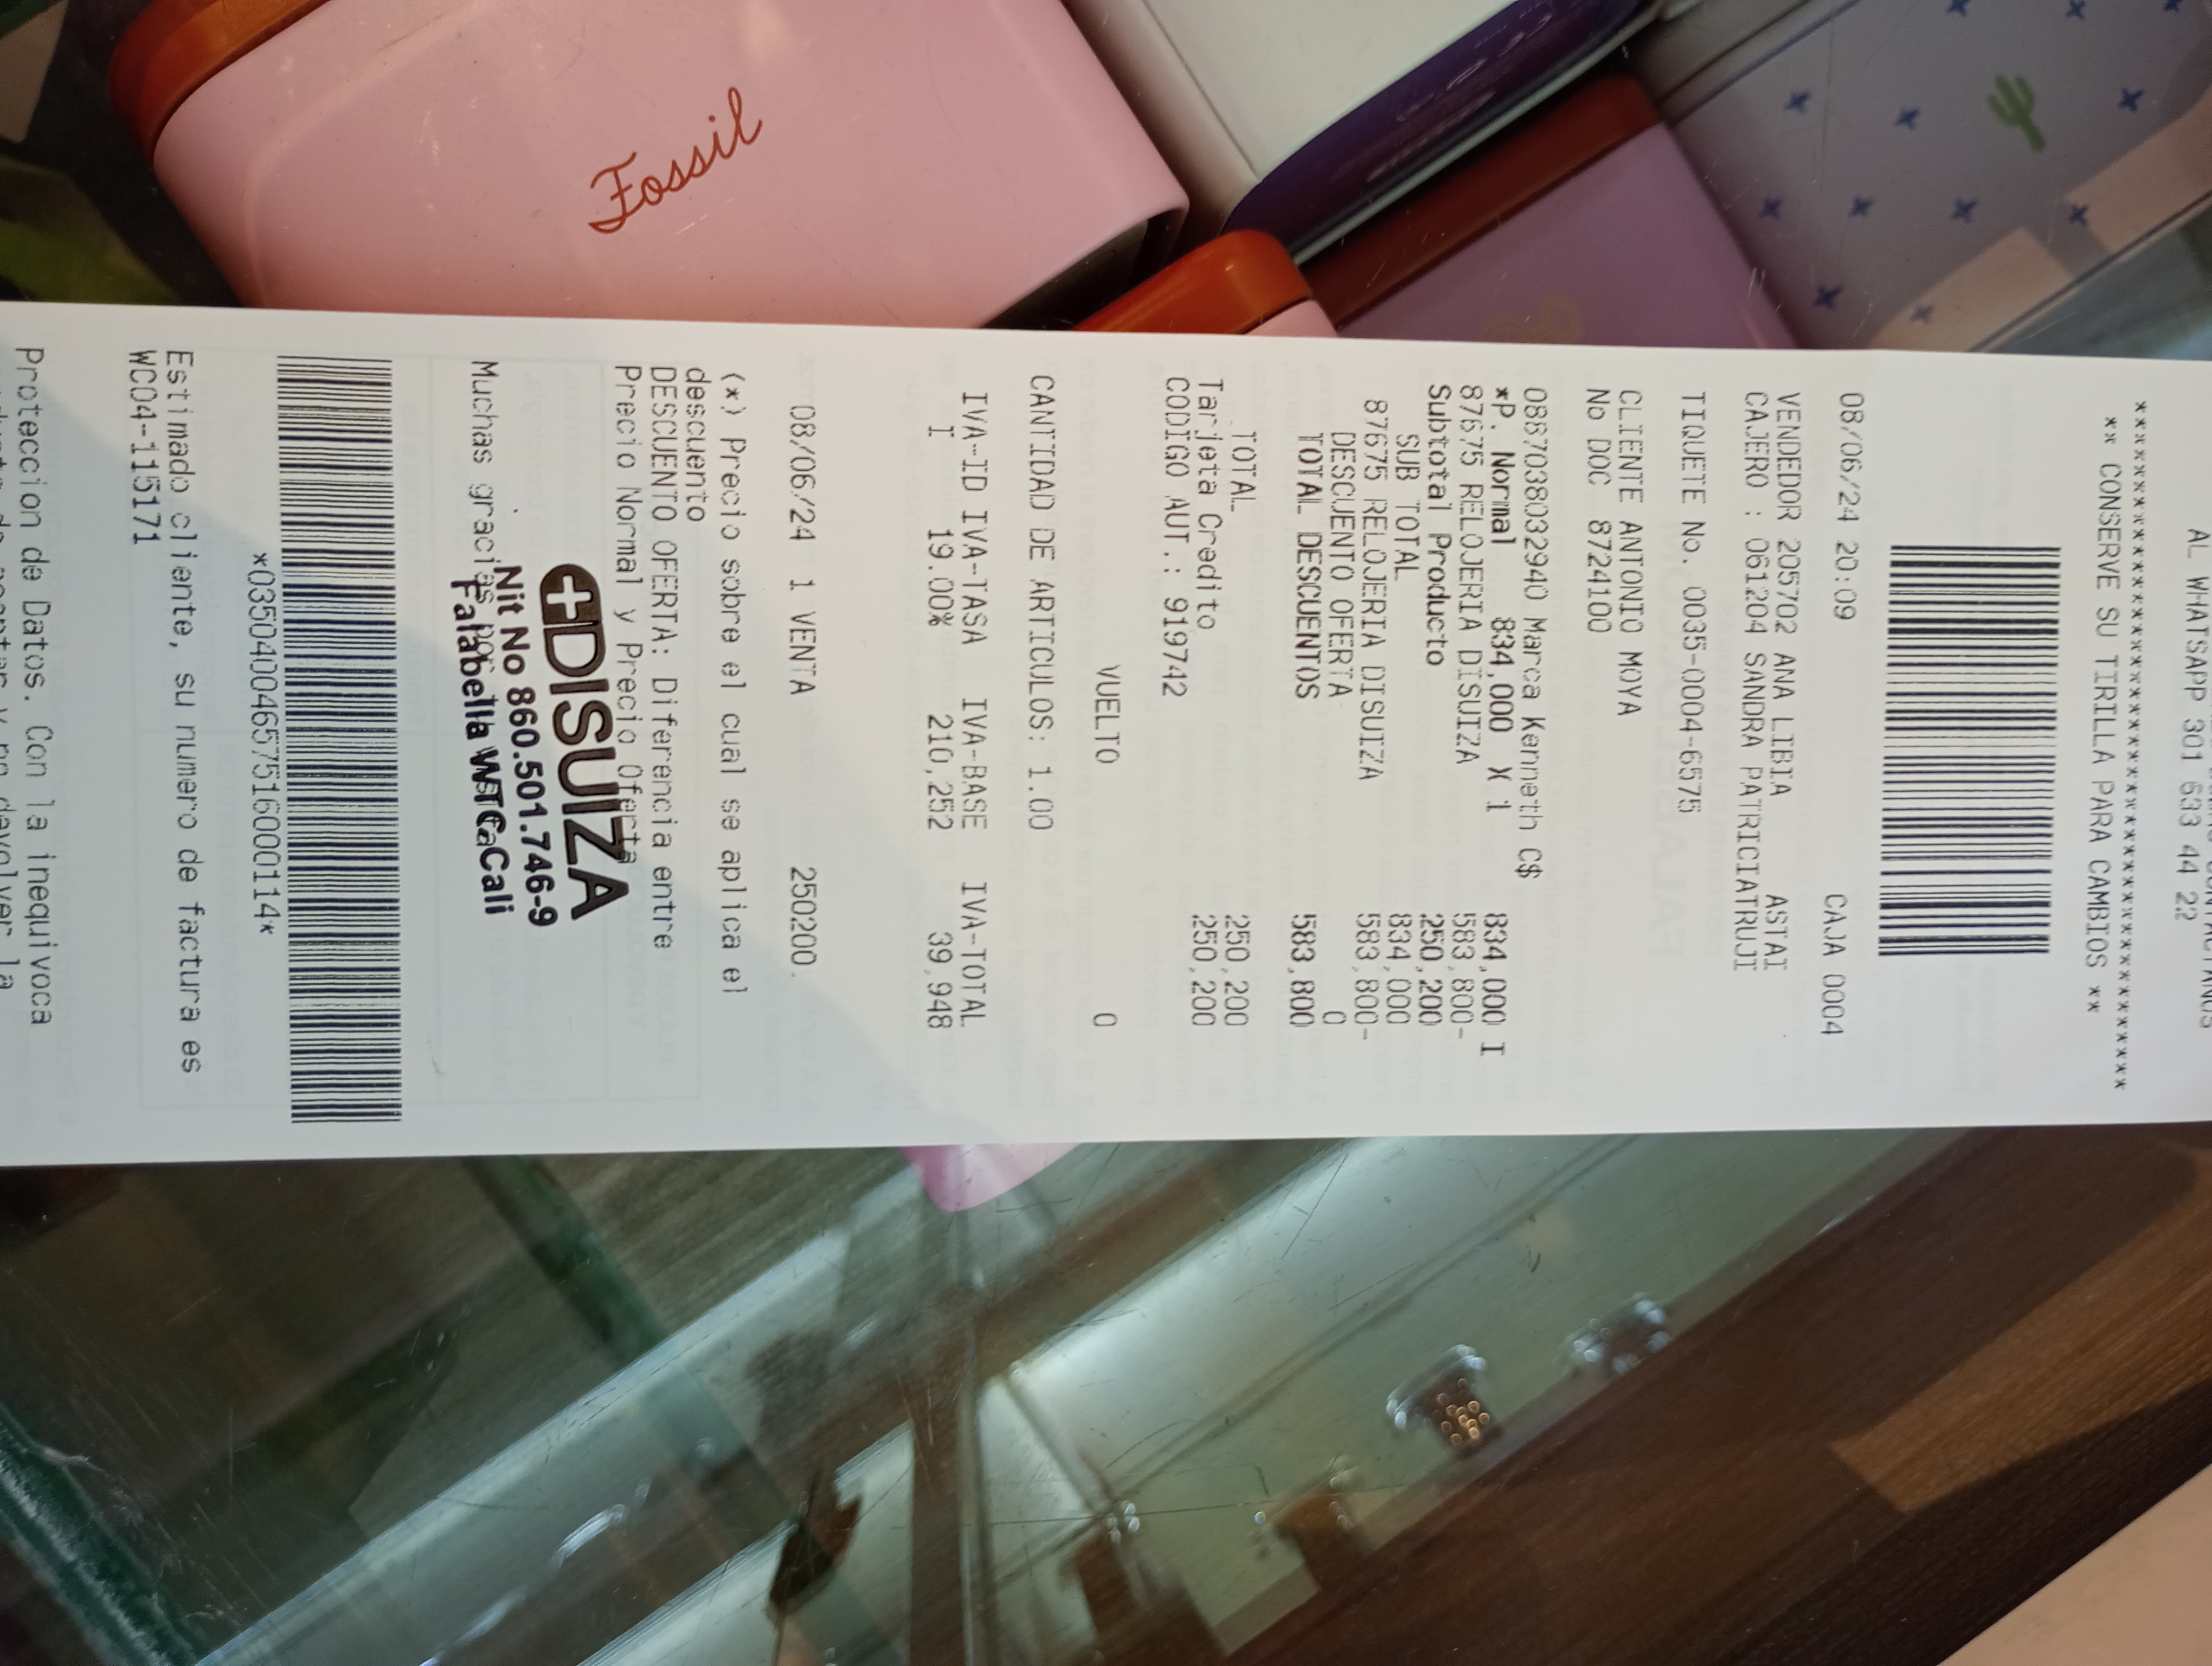 Fossil
AL WHATSAPP 301 633 44 22
*****************************************
** CONSERVE SU TIRILLA PARA CAMBIOS **
08/06/24 20:09 CAJA 0004
VENDEDOR 205702 ANA LIBIA ASTAI
CAJERO : 061204 SANDRA PATRICIATRUJI
TIQUETE No. 0035-0004-6575
CLIENTE ANTONIO MOYA
No DOC 8724100
0887038032940 Marca Kenneth C$
*P. Normal 834,000 X 1 834,000 I
87675 RELOJERIA DISUIZA 583,800-
Subtotal Producto 250,200
SUB TOTAL 834,000
87675 RELOJERIA DISUIZA 583,800-
DESCUENTO OFERTA 0
TOTAL DESCUENTOS 583,800
TOTAL 250,200
Tarjeta Credito 250,200
CODIGO AUT.: 919742
VUELTO 0
CANTIDAD DE ARTICULOS: 1.00
IVA-ID IVA-TASA IVA-BASE IVA-TOTAL
I 19.00% 210,252 39,948
08/06/24 1 VENTA 250200.
(*) Precio sobre el cual se aplica el
descuento
DESCUENTO OFERTA: Diferencia entre
Precio Normal y Precio Oferta
DISUIZA
Nit No 860.501.746-9
Muchas gracias por
Falabella WTC Cali
*035040046575160001 14*
Estimado cliente, su numero de factura es
WC04-115171
Proteccion de Datos. Con la inequivoca